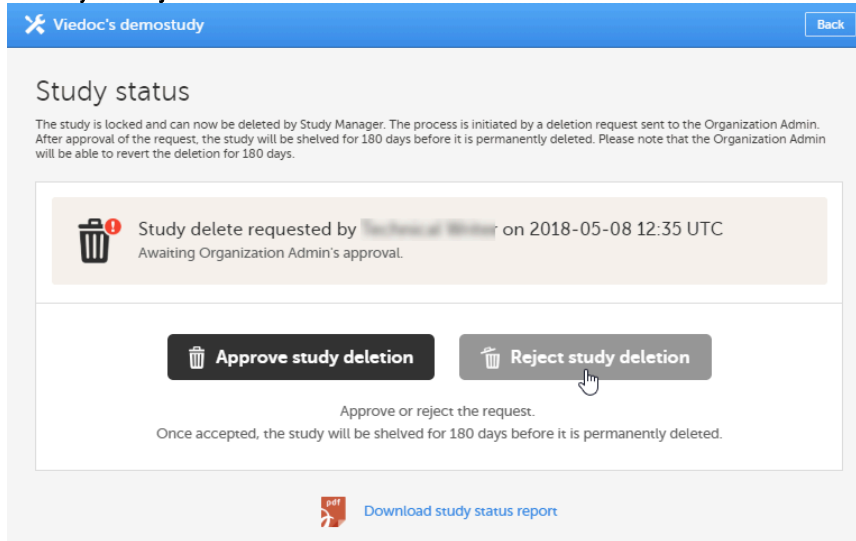 Viedoc's demostudy
Back
Study status
The study is locked and can now be deleted by Study Manager. The process is initiated by a deletion request sent to the Organization Admin.
After approval of the request, the study will be shelved for 180 days before it is permanently deleted. Please note that the Organization Admin
will be able to revert the deletion for 180 days.
Study delete requested by on 2018-05-08 12:35 UTC
Awaiting Organization Admin's approval.
Approve study deletion
Reject study deletion
Approve or reject the request.
Once accepted, the study will be shelved for 180 days before it is permanently deleted.
pdf
Download study status report